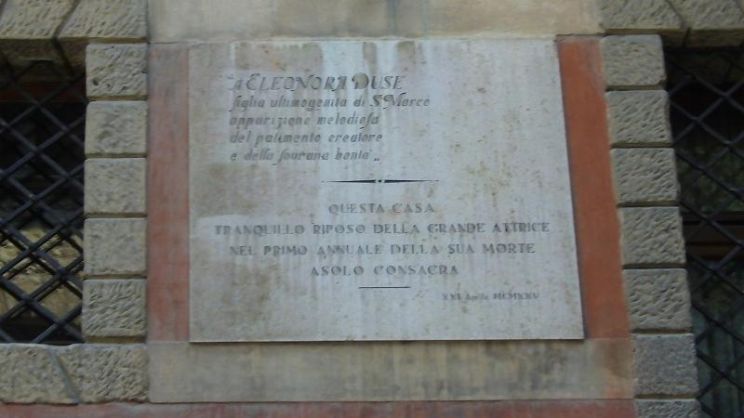 "A ELEONORA DUSE
figlia ultimogenita di S. Marco
apparizione melodiosa
del patimento creatore
e della sovrana bontà"
QUESTA CASA
TRANQUILLO RIPOSO DELLA GRANDE ATTRICE
NEL PRIMO ANNUALE DELLA SUA MORTE
ASOLO CONSACRA
XXI Aprile MCMXXV